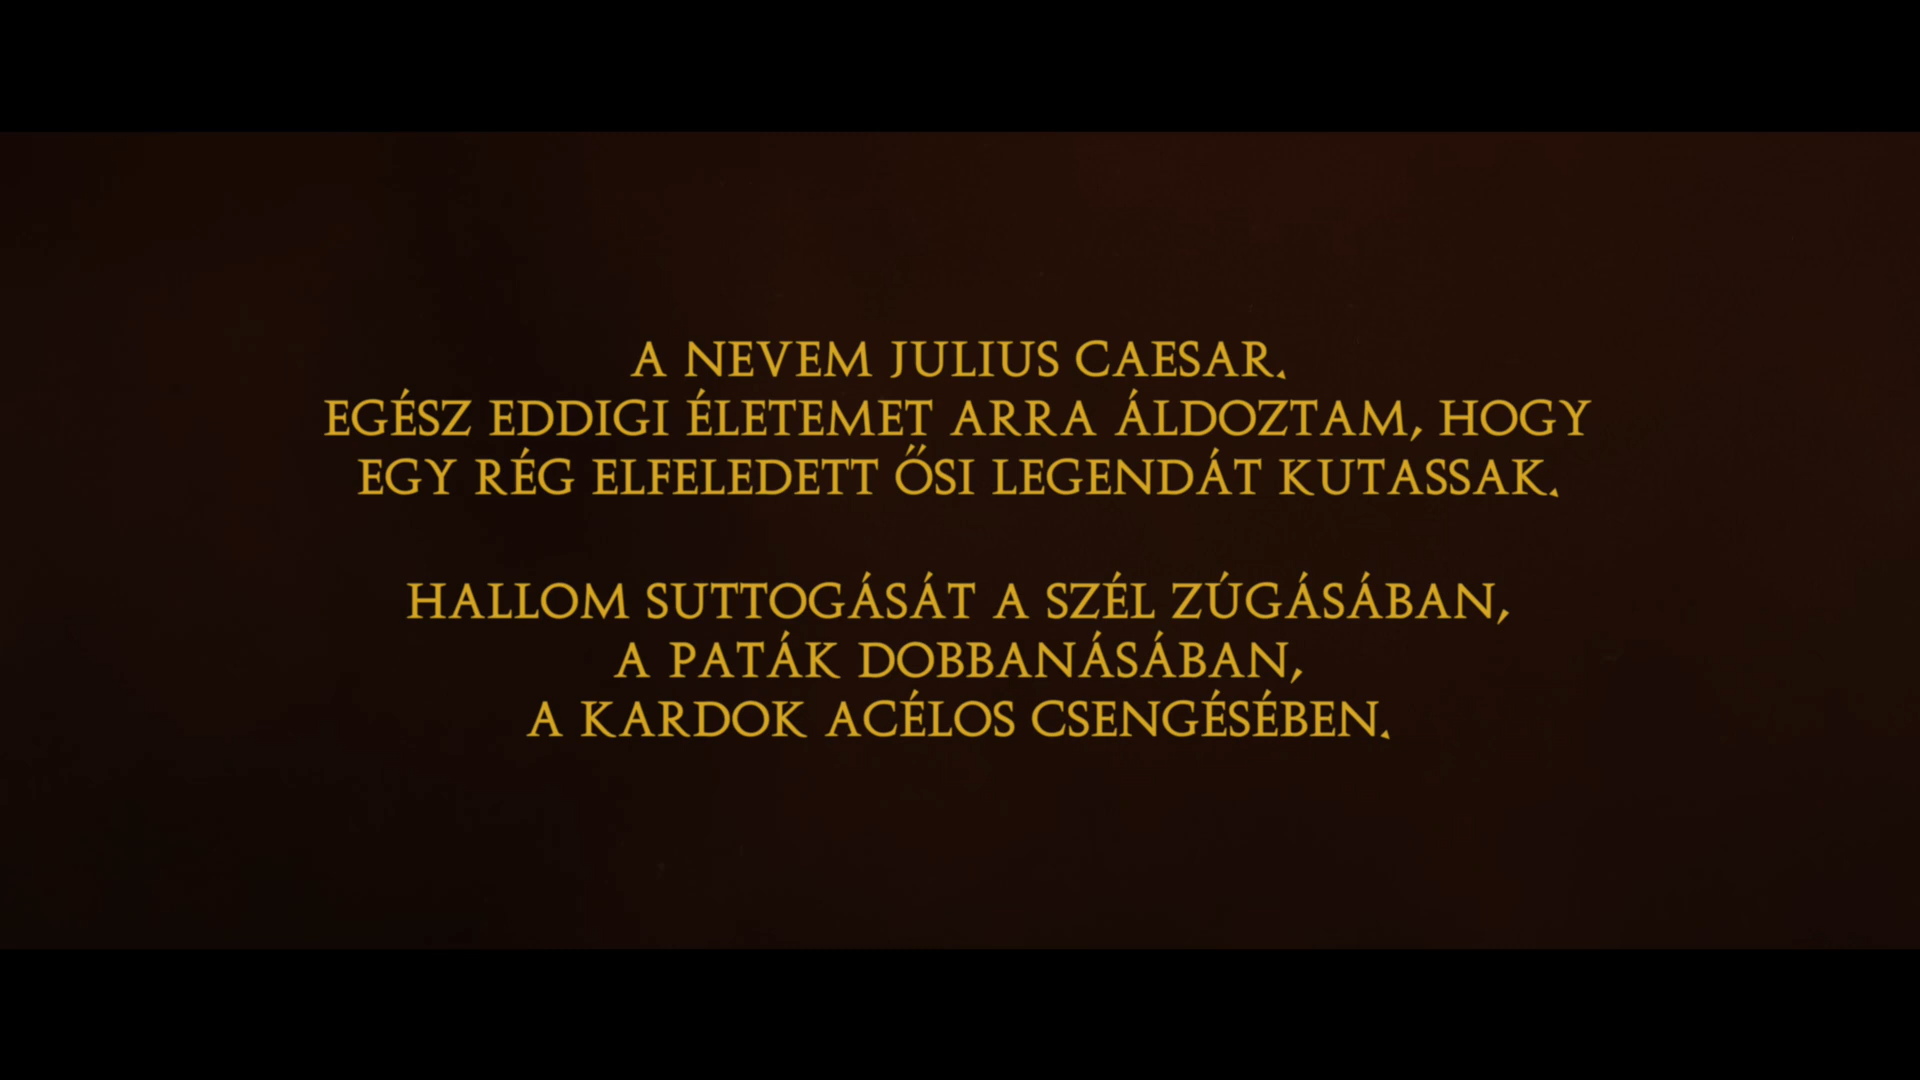 A NEVEM JULIUS CAESAR.
EGÉSZ EDDIGI ÉLETEMET ARRA ÁLDOZTAM, HOGY
EGY RÉG ELFELEDETT ŐSI LEGENDÁT KUTASSAK.
HALLOM SUTTOGÁSÁT A SZÉL ZÚGÁSÁBAN,
A PATÁK DOBBANÁSÁBAN,
A KARDOK ACÉLOS CSENGÉSÉBEN.